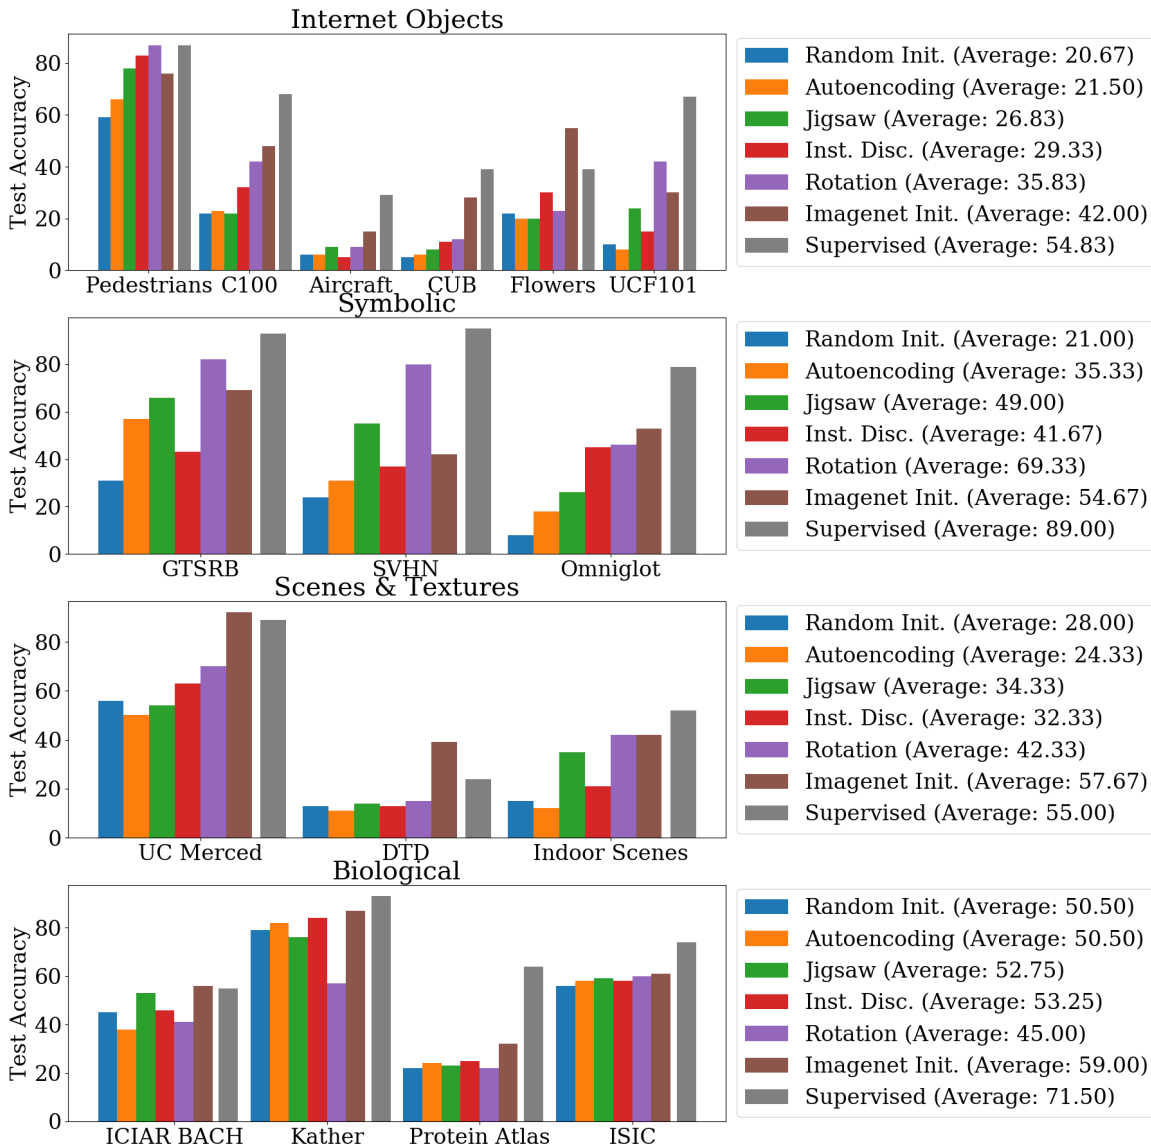 Internet Objects
Test Accuracy
80
60
40
20
0
Pedestrians C100 Aircraft CUB Flowers UCF101
Random Init. (Average: 20.67)
Autoencoding (Average: 21.50)
Jigsaw (Average: 26.83)
Inst. Disc. (Average: 29.33)
Rotation (Average: 35.83)
Imagenet Init. (Average: 42.00)
Supervised (Average: 54.83)
Symbolic
Test Accuracy
80
60
40
20
0
GTSRB SVHN Omniglot
Random Init. (Average: 21.00)
Autoencoding (Average: 35.33)
Jigsaw (Average: 49.00)
Inst. Disc. (Average: 41.67)
Rotation (Average: 69.33)
Imagenet Init. (Average: 54.67)
Supervised (Average: 89.00)
Scenes & Textures
Test Accuracy
80
60
40
20
0
UC Merced DTD Indoor Scenes
Random Init. (Average: 28.00)
Autoencoding (Average: 24.33)
Jigsaw (Average: 34.33)
Inst. Disc. (Average: 32.33)
Rotation (Average: 42.33)
Imagenet Init. (Average: 57.67)
Supervised (Average: 55.00)
Biological
Test Accuracy
80
60
40
20
0
ICIAR BACH Kather Protein Atlas ISIC
Random Init. (Average: 50.50)
Autoencoding (Average: 50.50)
Jigsaw (Average: 52.75)
Inst. Disc. (Average: 53.25)
Rotation (Average: 45.00)
Imagenet Init. (Average: 59.00)
Supervised (Average: 71.50)